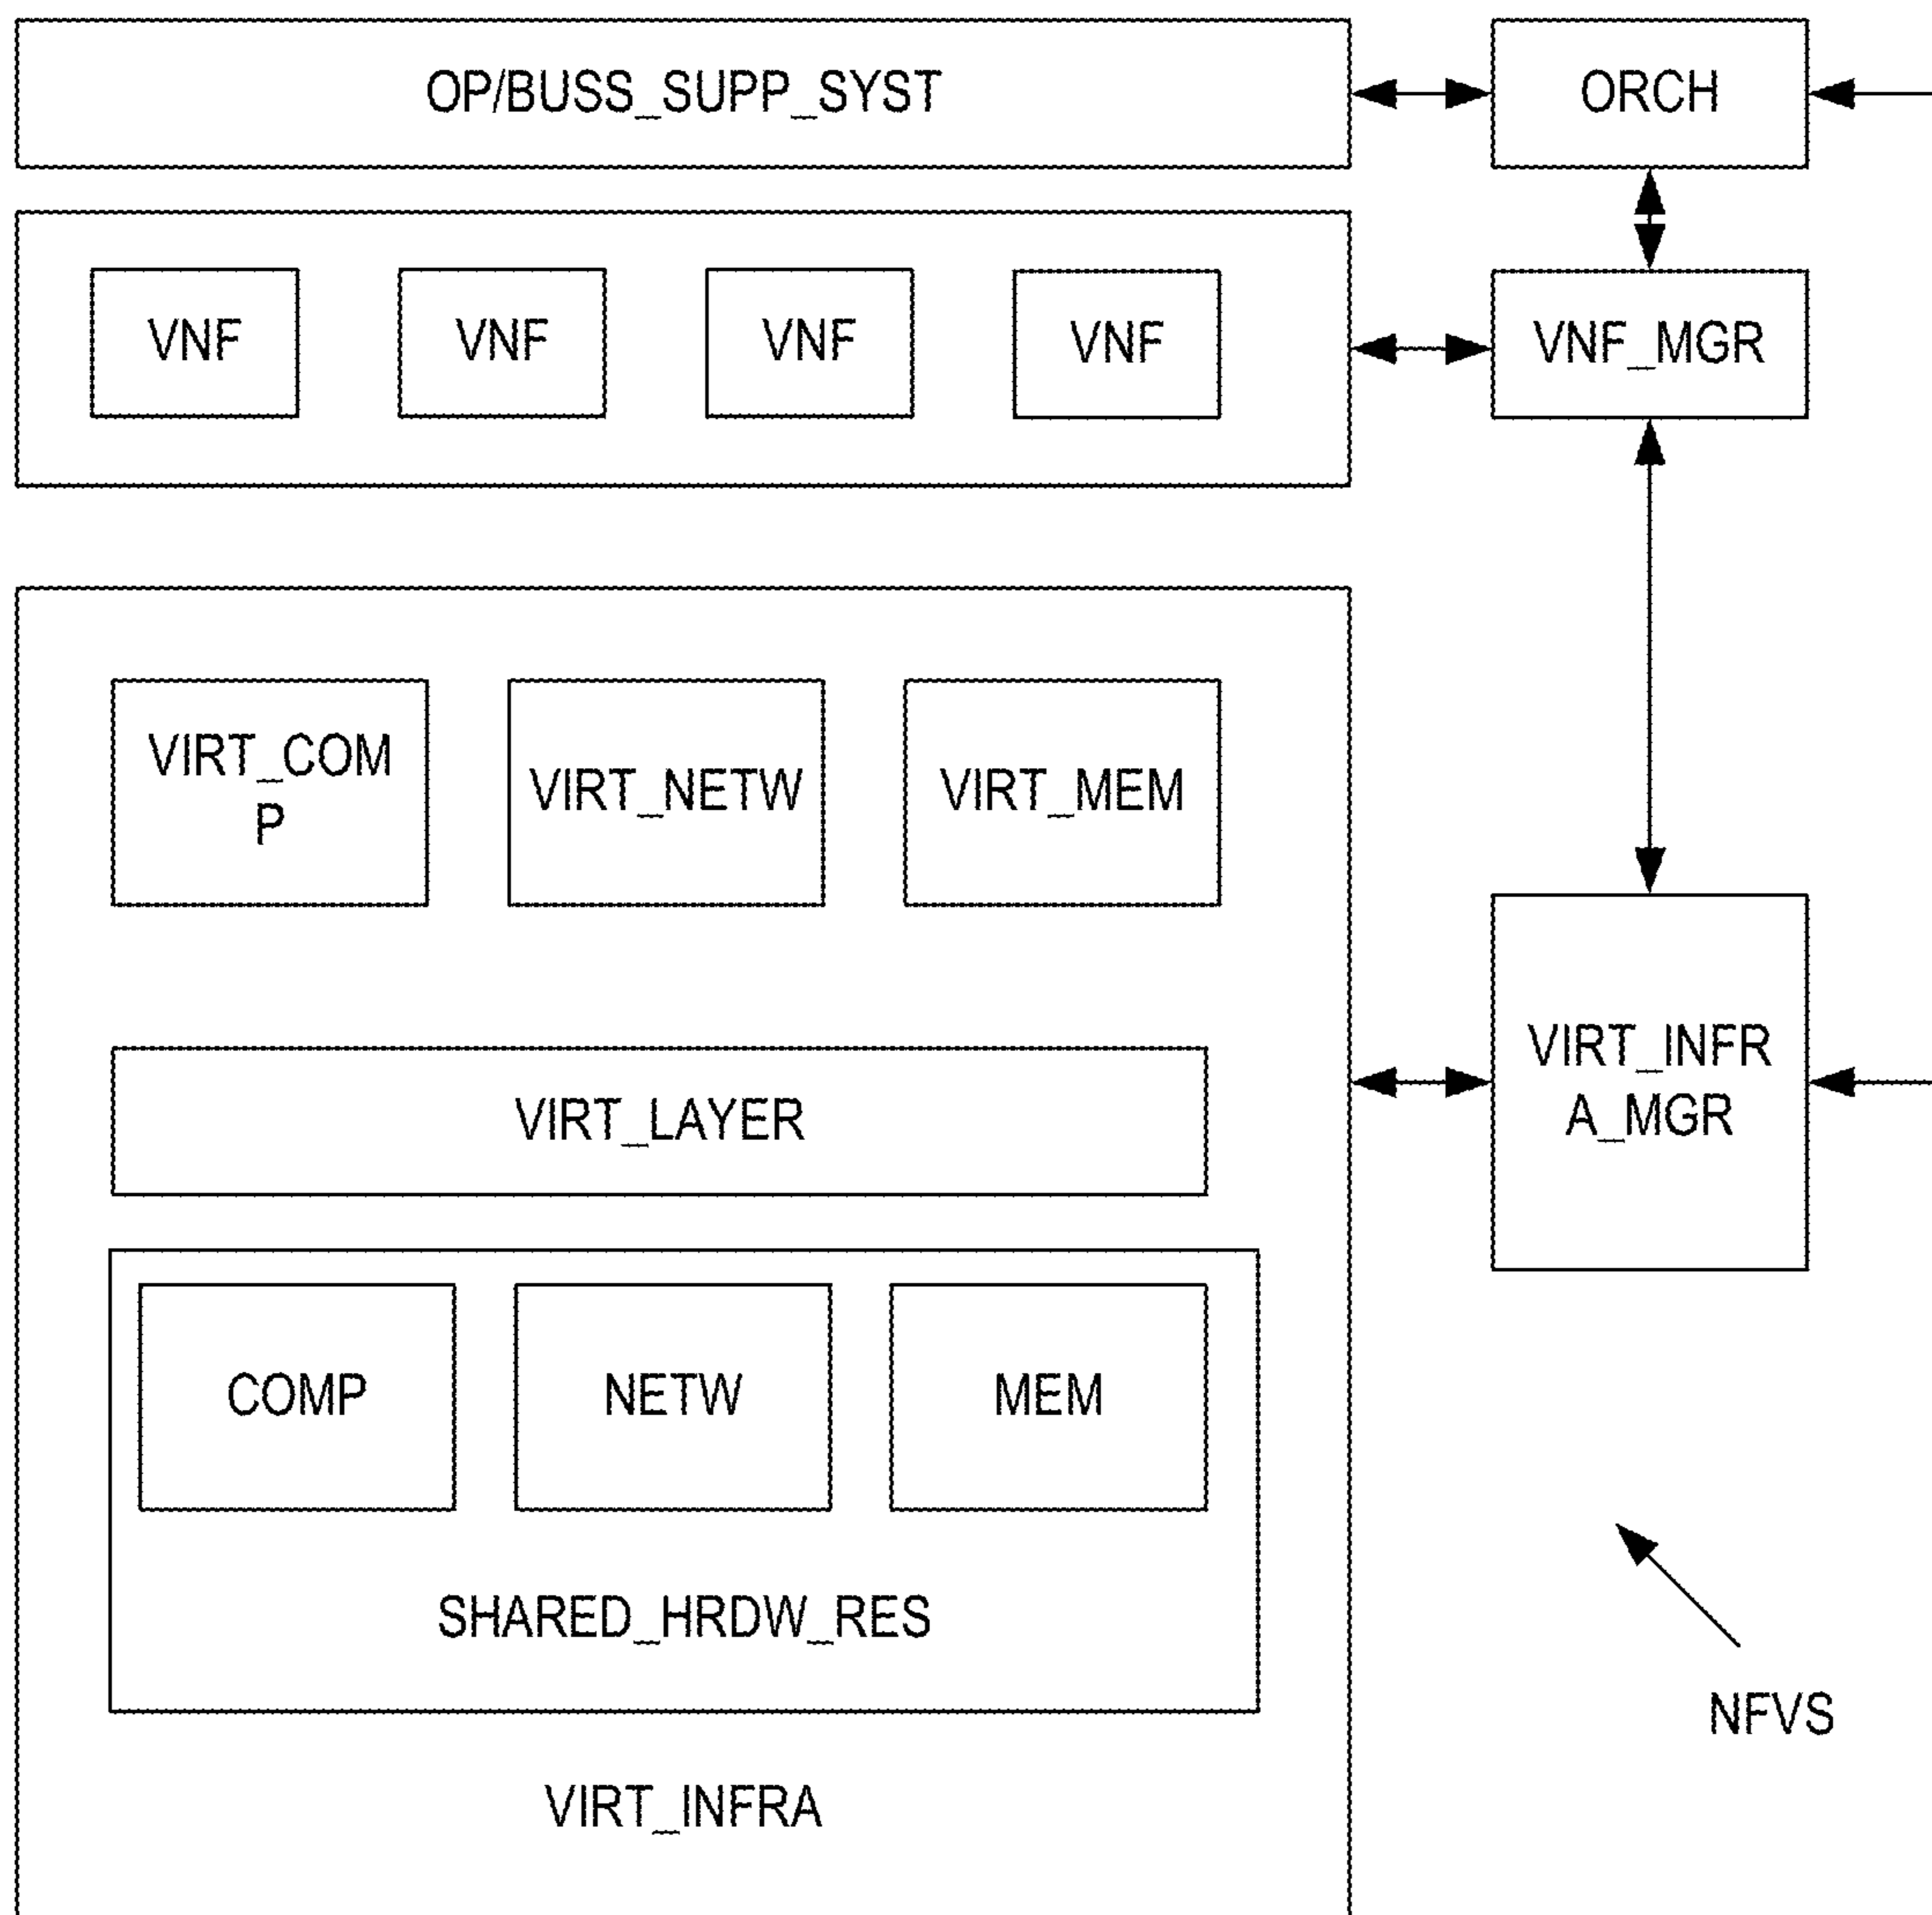 OP/BUSS_SUPP_SYST
ORCH
VNF
VNF
VNF
VNF
VNF_MGR
VIRT_COM
P
VIRT_NETW
VIRT_MEM
VIRT_INFR
A_MGR
VIRT_LAYER
COMP
NETW
MEM
SHARED_HRDW_RES
NFVS
VIRT_INFRA